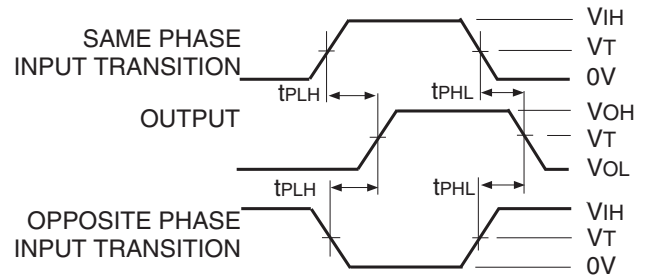 SAME PHASE
INPUT TRANSITION
VIH
VT
0V
tPLH
tPHL
OUTPUT
VOH
VT
VOL
tPLH
tPHL
OPPOSITE PHASE
INPUT TRANSITION
VIH
VT
0V